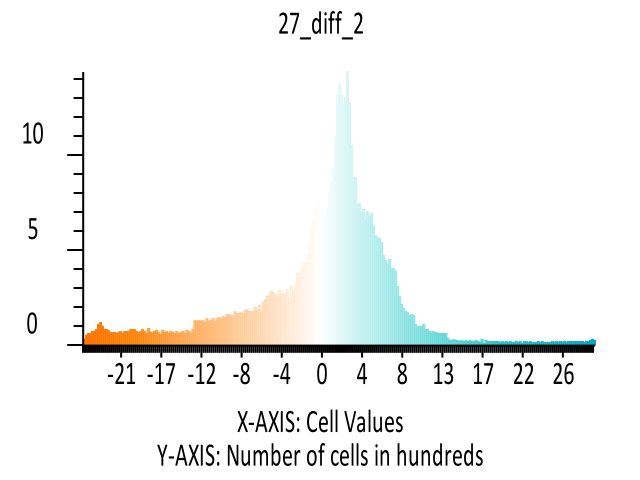 27_diff_2
10
5
0
-21 -17 -12 -8 -4 0 4 8 13 17 22 26
X-AXIS: Cell Values
Y-AXIS: Number of cells in hundreds